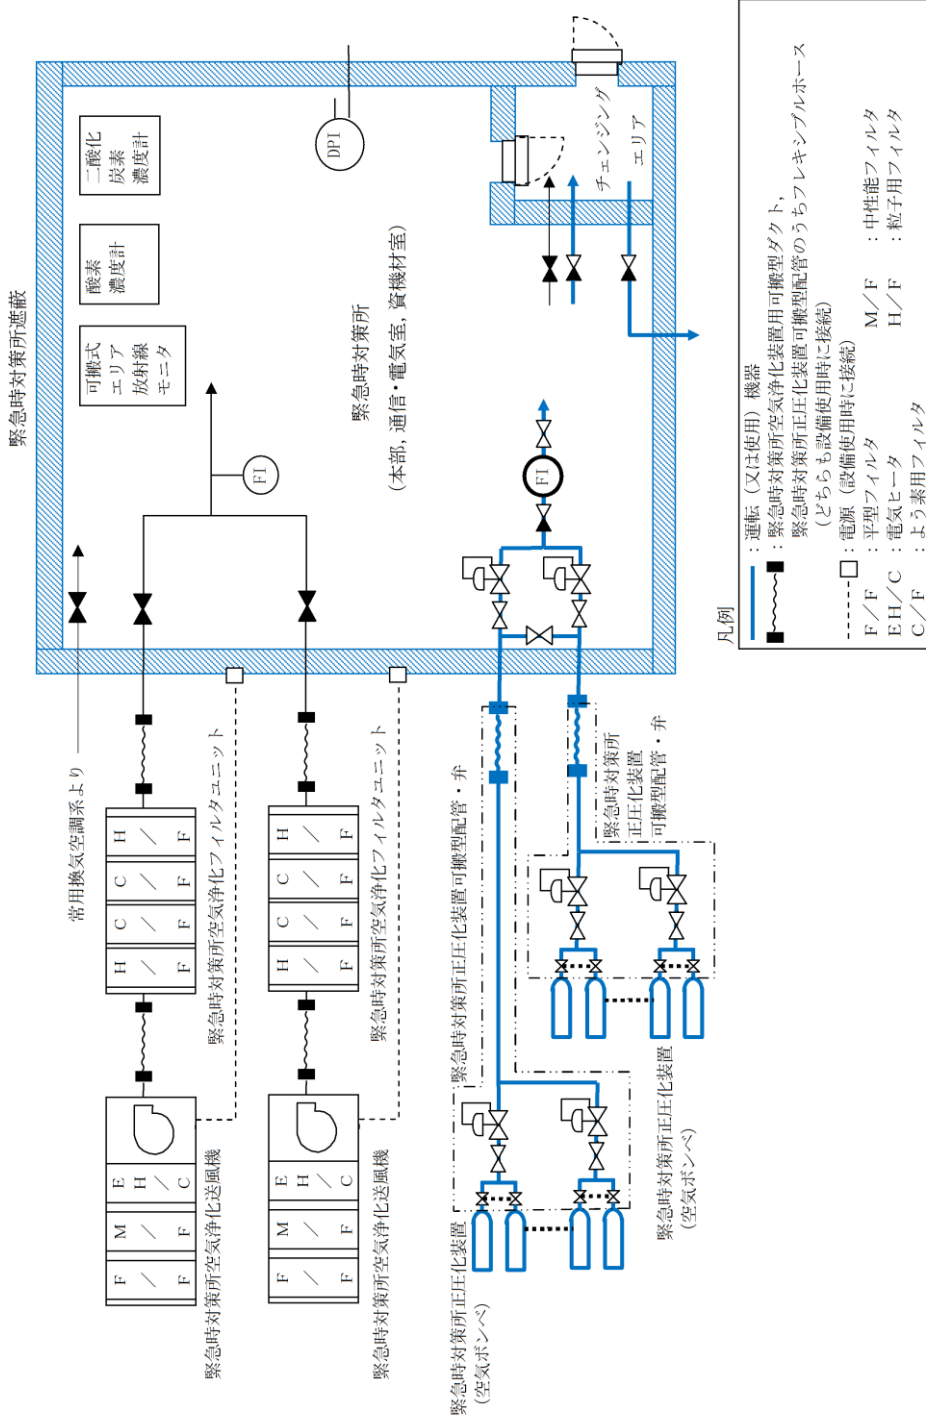 緊急時対策所遮蔽
可搬式
エリア
放射線
モニタ
酸素
濃度計
二酸化
炭素
濃度計
DPI
常用換気空調系より
FI
緊急時対策所
(本部，通信・電気室，資機材室)
チェンジング
エリア
F/F
M/F
EH/C
H/F
C/F
C/F
H/F
緊急時対策所空気浄化送風機
緊急時対策所空気浄化フィルタユニット
F/F
M/F
EH/C
H/F
C/F
C/F
H/F
緊急時対策所空気浄化送風機
緊急時対策所空気浄化フィルタユニット
緊急時対策所正圧化装置可搬型配管・弁
FI
緊急時対策所正圧化装置
(空気ボンベ)
緊急時対策所
正圧化装置
可搬型配管・弁
緊急時対策所正圧化装置
(空気ボンベ)
凡例
：運転（又は使用）機器
：緊急時対策所空気浄化装置用可搬型ダクト，
緊急時対策所正圧化装置可搬型配管のうちフレキシブルホース
（どちらも設備使用時に接続）
：電源（設備使用時に接続）
F/F ：平型フィルタ M/F ：中性能フィルタ
EH/C ：電気ヒータ H/F ：粒子用フィルタ
C/F ：よう素用フィルタ